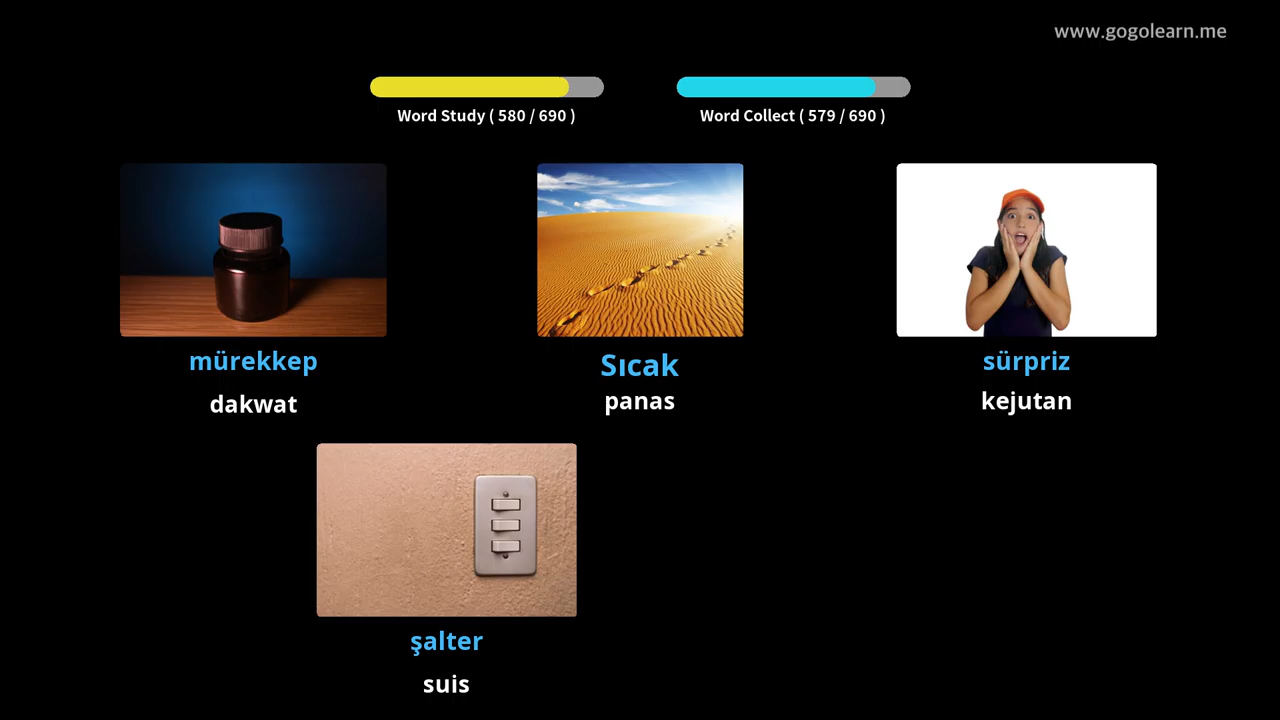 www.gogolearn.me
Word Study ( 580 / 690 )
Word Collect ( 579 / 690 )
mürekkep
dakwat
Sıcak
panas
sürpriz
kejutan
şalter
suis